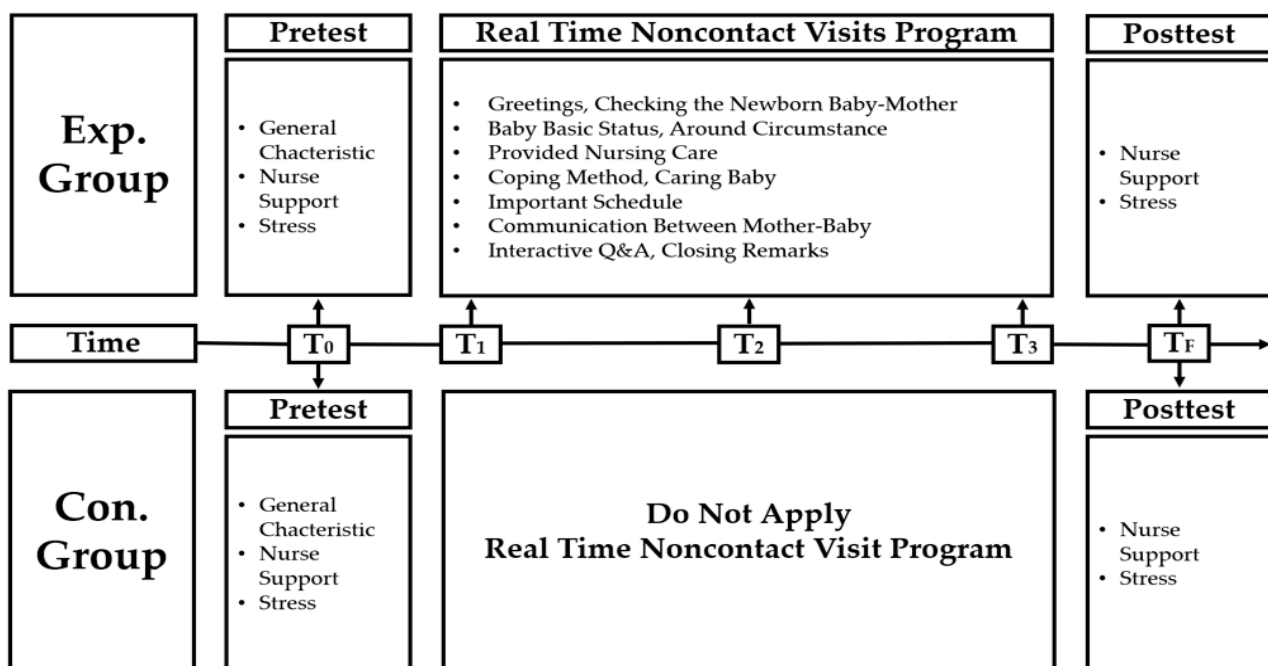 Pretest
Real Time Noncontact Visits Program
Posttest
Exp.
Group
• General
Chacteristic
• Nurse
Support
• Stress
• Greetings, Checking the Newborn Baby-Mother
• Baby Basic Status, Around Circumstance
• Provided Nursing Care
• Coping Method, Caring Baby
• Important Schedule
• Communication Between Mother-Baby
• Interactive Q&A, Closing Remarks
• Nurse
Support
• Stress
Time
T0
T1
T2
T3
TF
Pretest
Posttest
Con.
Group
• General
Chacteristic
• Nurse
Support
• Stress
Do Not Apply
Real Time Noncontact Visit Program
• Nurse
Support
• Stress